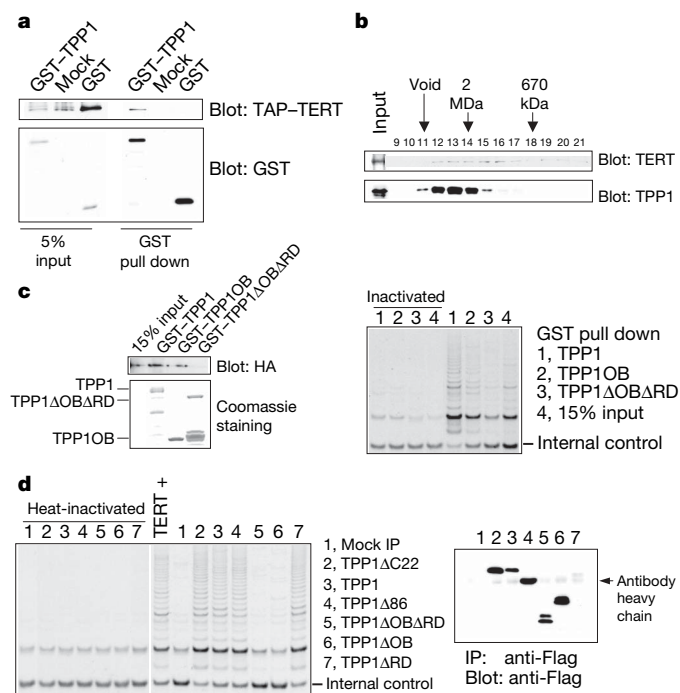 a
GST–TPP1
Mock
GST
GST–TPP1
Mock
GST
Blot: TAP–TERT
Blot: GST
5%
input
GST
pull down
b
Input
Void
2
MDa
670
kDa
9 10 11 12 13 14 15 16 17 18 19 20 21
Blot: TERT
Blot: TPP1
c
15% input
GST–TPP1
GST–TPP1OB
GST–TPP1ΔOBΔRD
Blot: HA
TPP1
TPP1ΔOBΔRD
TPP1OB
Coomassie
staining
Inactivated
1 2 3 4 1 2 3 4
GST pull down
1, TPP1
2, TPP1OB
3, TPP1ΔOBΔRD
4, 15% input
Internal control
d
Heat-inactivated
1 2 3 4 5 6 7
TERT +
1 2 3 4 5 6 7
1, Mock IP
2, TPP1ΔC22
3, TPP1
4, TPP1Δ86
5, TPP1ΔOBΔRD
6, TPP1ΔOB
7, TPP1ΔRD
Internal control
1 2 3 4 5 6 7
Antibody
heavy
chain
IP: anti-Flag
Blot: anti-Flag